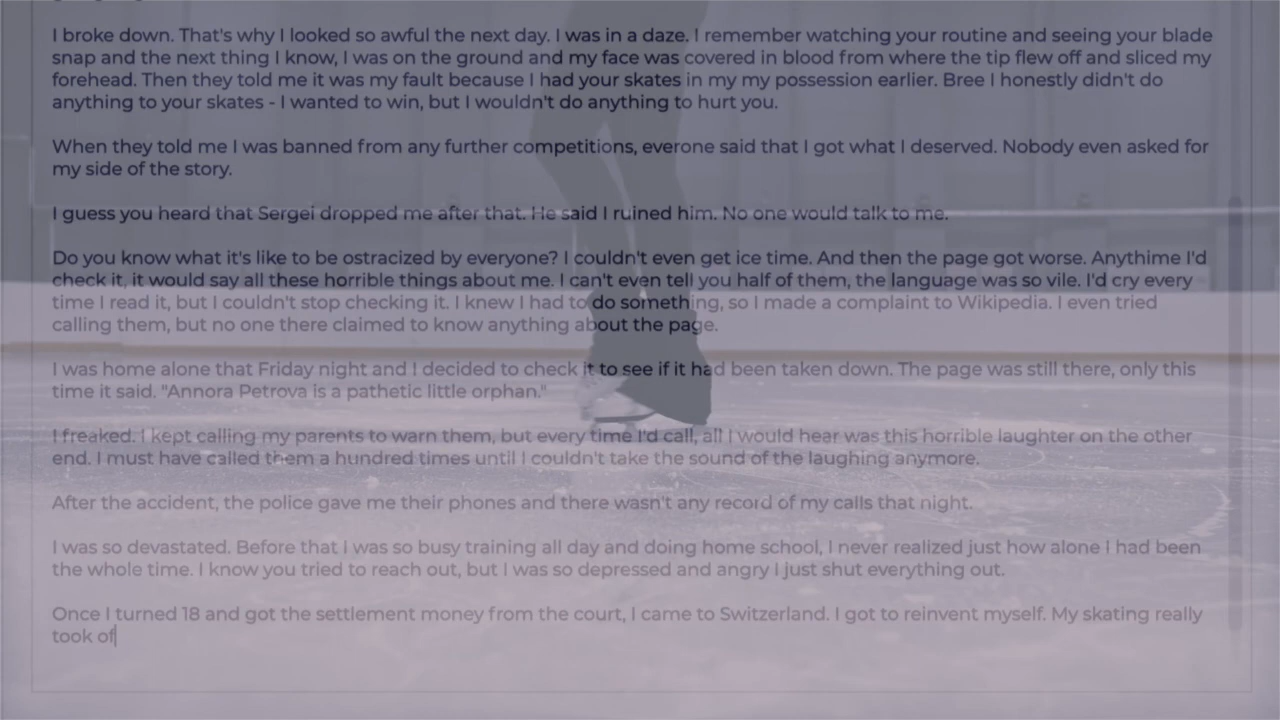 I broke down. That's why I looked so awful the next day. I was in a daze. I remember watching your routine and seeing your blade
snap and the next thing I know, I was on the ground and my face was covered in blood from where the tip flew off and sliced my
forehead. Then they told me it was my fault because I had your skates in my my possession earlier. Bree I honestly didn't do
anything to your skates - I wanted to win, but I wouldn't do anything to hurt you.
When they told me I was banned from any further competitions, everone said that I got what I deserved. Nobody even asked for
my side of the story.
I guess you heard that Sergei dropped me after that. He said I ruined him. No one would talk to me.
Do you know what it's like to be ostracized by everyone? I couldn't even get ice time. And then the page got worse. Anythime I'd
check it, it would say all these horrible things about me. I can't even tell you half of them, the language was so vile. I'd cry every
time I read it, but I couldn't stop checking it. I knew I had to do something, so I made a complaint to Wikipedia. I even tried
calling them, but no one there claimed to know anything about the page.
I was home alone that Friday night and I decided to check it to see if it had been taken down. The page was still there, only this
time it said, "Annora Petrova is a pathetic little orphan."
I freaked. I kept calling my parents to warn them, but every time I'd call, all I would hear was this horrible laughter on the other
end. I must have called them a hundred times until I couldn't take the sound of the laughing anymore.
After the accident, the police gave me their phones and there wasn't any record of my calls that night.
I was so devastated. Before that I was so busy training all day and doing home school, I never realized just how alone I had been
the whole time. I know you tried to reach out, but I was so depressed and angry I just shut everything out.
Once I turned 18 and got the settlement money from the court, I came to Switzerland. I got to reinvent myself. My skating really
took of